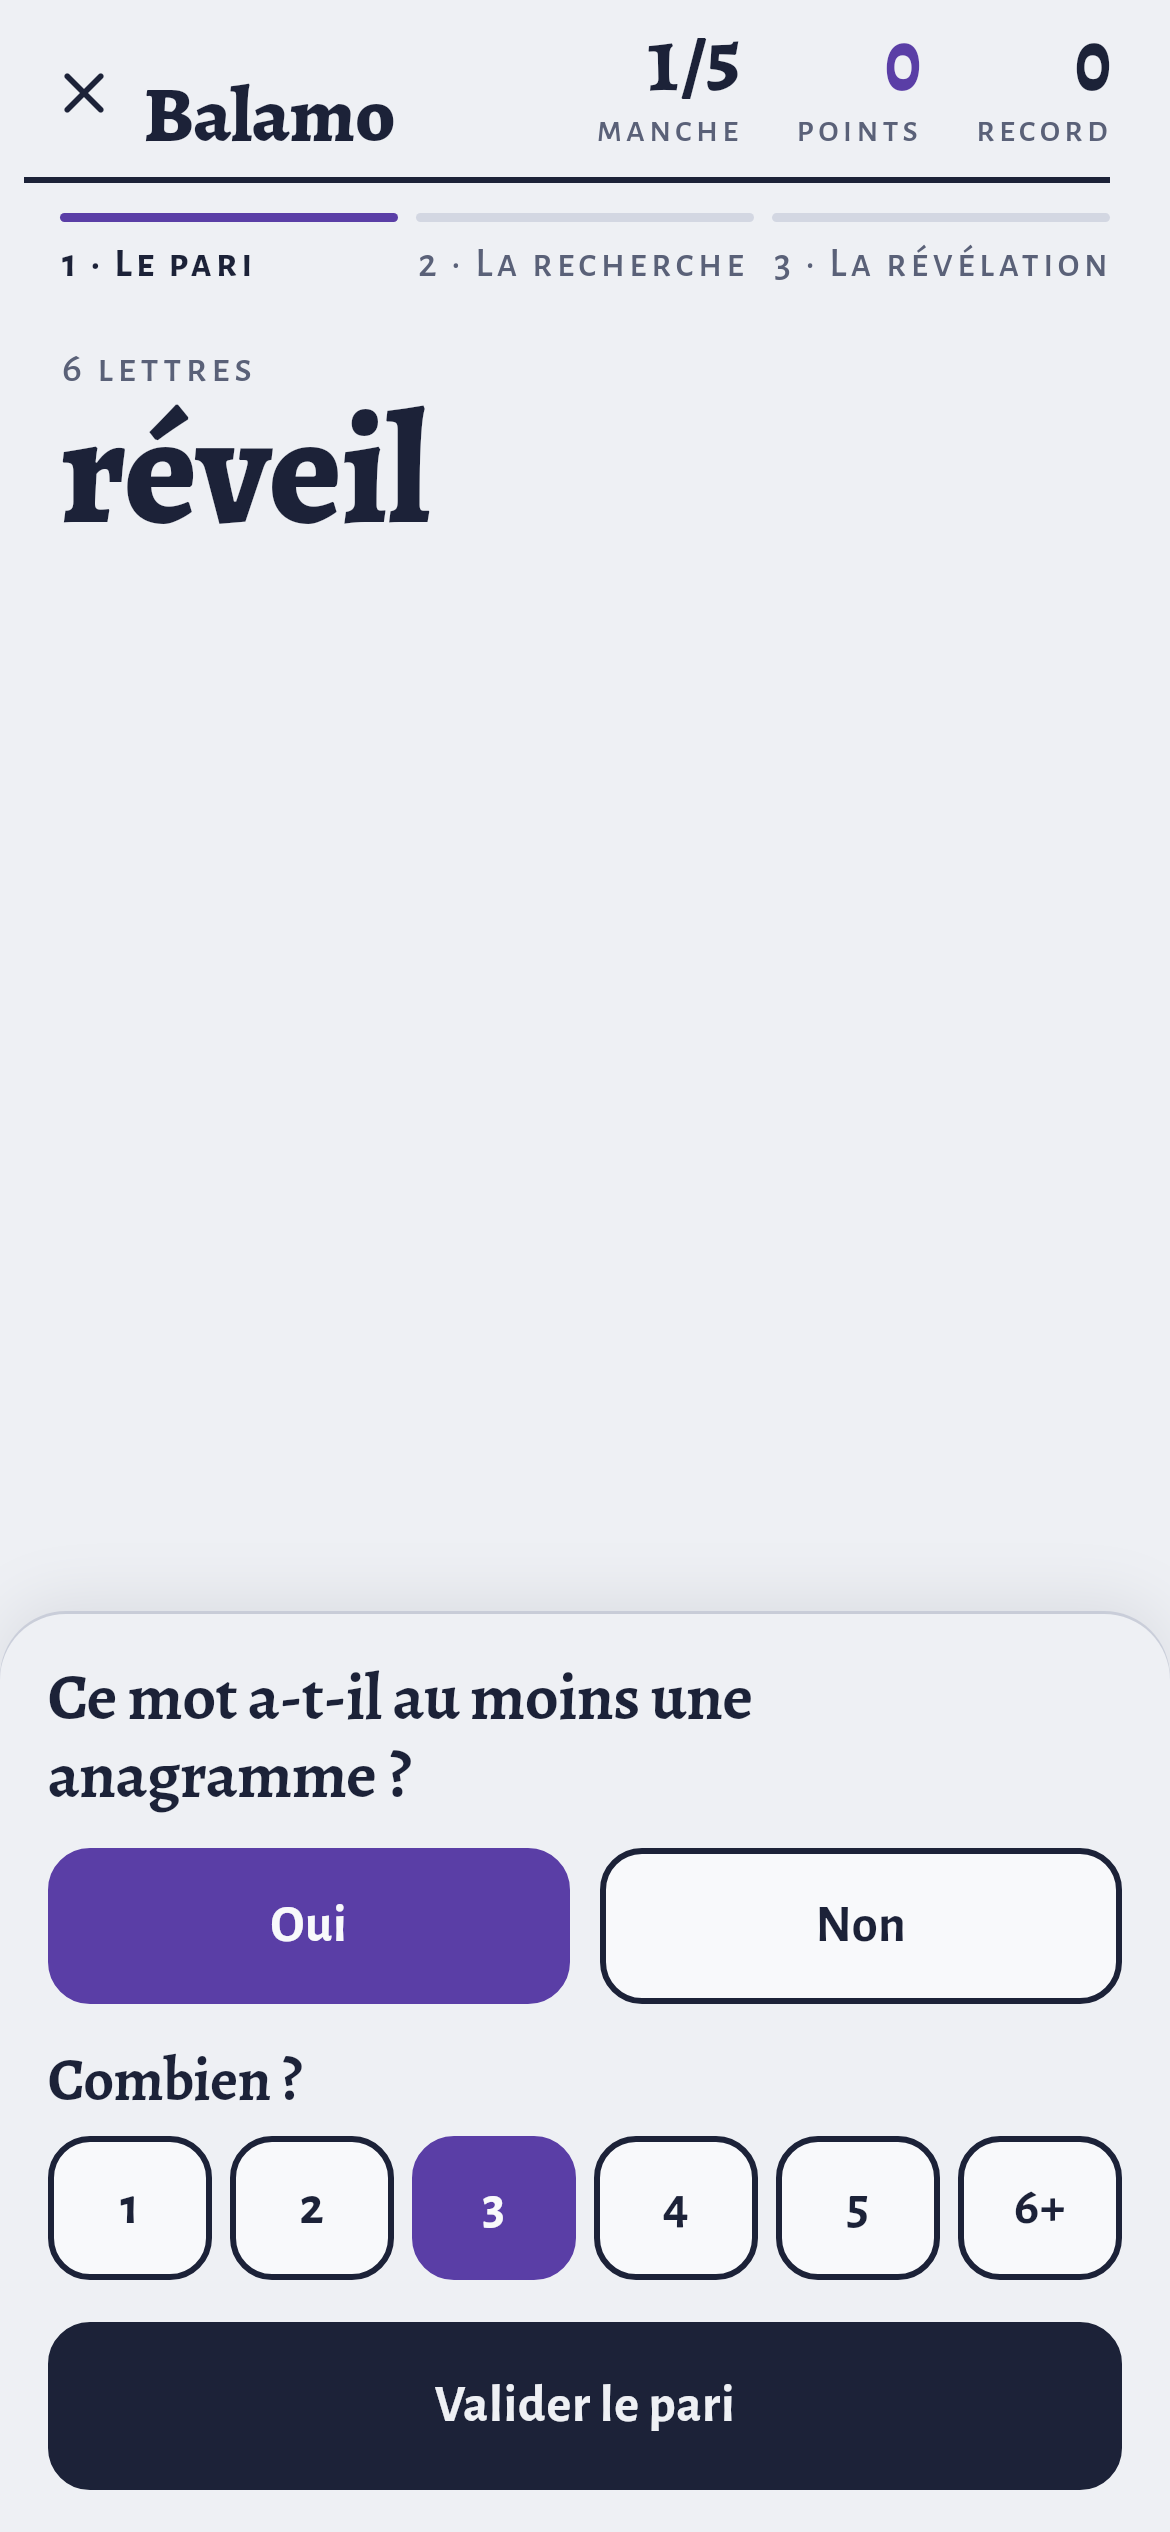 Balamo
1/5
MANCHE
0
POINTS
0
RECORD
1 · LE PARI
2 · LA RECHERCHE
3 · LA RÉVÉLATION
6 LETTRES
réveil
Ce mot a-t-il au moins une
anagramme ?
Oui
Non
Combien ?
1
2
3
4
5
6+
Valider le pari